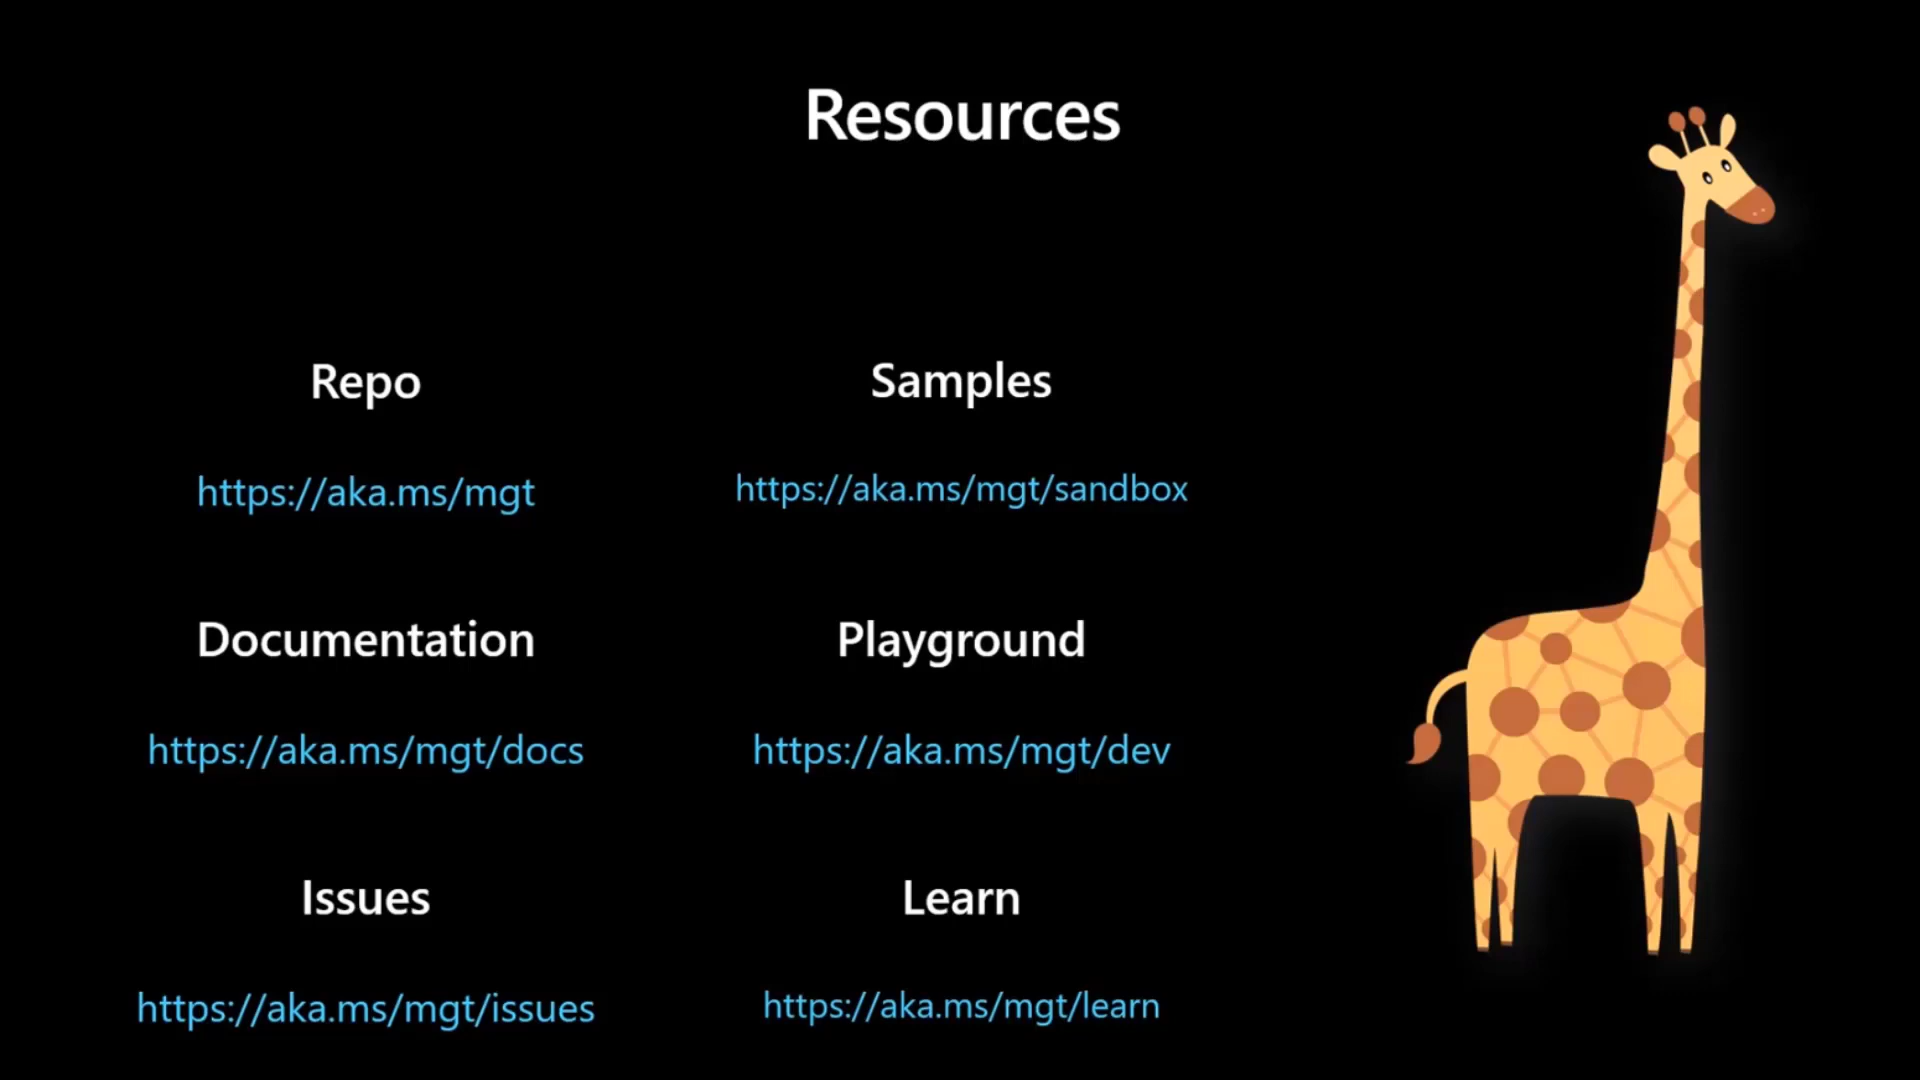 Resources
Repo
https://aka.ms/mgt
Samples
https://aka.ms/mgt/sandbox
Documentation
https://aka.ms/mgt/docs
Playground
https://aka.ms/mgt/dev
Issues
https://aka.ms/mgt/issues
Learn
https://aka.ms/mgt/learn